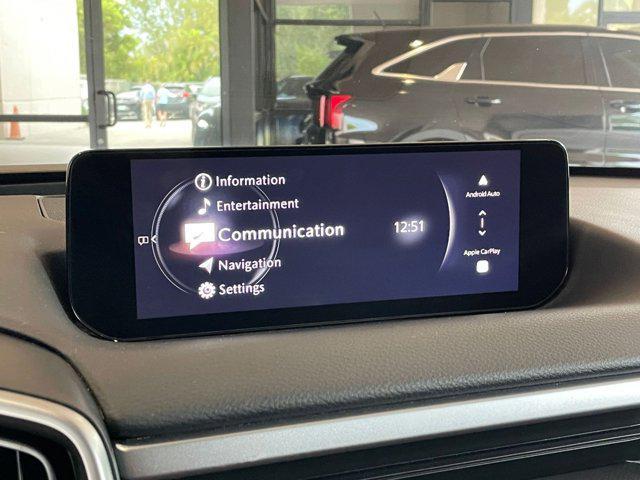 Information
Entertainment
Communication
Navigation
Settings
12:51
Android Auto
Apple CarPlay